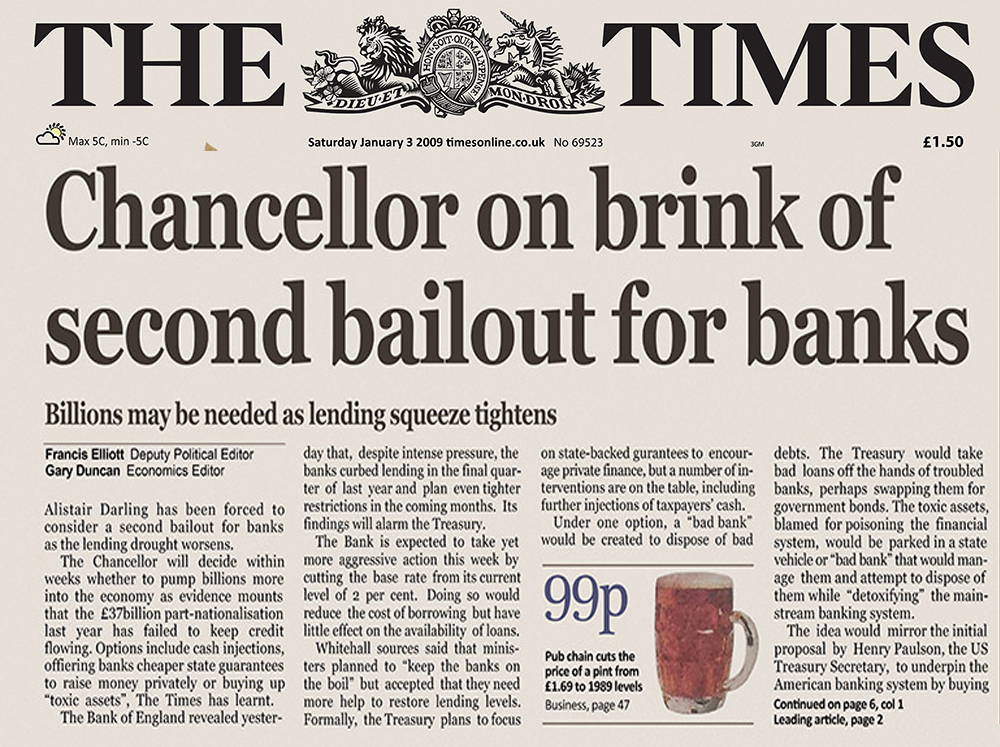 THE TIMES
HONI·SOIT·QUI·MAL·Y·PENSE
DIEU·ET MON·DROIT
Max 5C, min -5C
Saturday January 3 2009 timesonline.co.uk No 69523
3GM
£1.50
Chancellor on brink of
second bailout for banks
Billions may be needed as lending squeeze tightens
Francis Elliott Deputy Political Editor
Gary Duncan Economics Editor
Alistair Darling has been forced to
consider a second bailout for banks
as the lending drought worsens.
The Chancellor will decide within
weeks whether to pump billions more
into the economy as evidence mounts
that the £37billion part-nationalisation
last year has failed to keep credit
flowing. Options include cash injections,
offiering banks cheaper state guarantees
to raise money privately or buying up
“toxic assets”, The Times has learnt.
The Bank of England revealed yester-
day that, despite intense pressure, the
banks curbed lending in the final quar-
ter of last year and plan even tighter
restrictions in the coming months. Its
findings will alarm the Treasury.
The Bank is expected to take yet
more aggressive action this week by
cutting the base rate from its current
level of 2 per cent. Doing so would
reduce the cost of borrowing but have
little effect on the availability of loans.
Whitehall sources said that minis-
ters planned to “keep the banks on
the boil” but accepted that they need
more help to restore lending levels.
Formally, the Treasury plans to focus
on state-backed gurantees to encour-
age private finance, but a number of in-
terventions are on the table, including
further injections of taxpayers’ cash.
Under one option, a “bad bank”
would be created to dispose of bad
99p
Pub chain cuts the
price of a pint from
£1.69 to 1989 levels
Business, page 47
debts. The Treasury would take
bad loans off the hands of troubled
banks, perhaps swapping them for
government bonds. The toxic assets,
blamed for poisoning the financial
system, would be parked in a state
vehicle or “bad bank” that would man-
age them and attempt to dispose of
them while “detoxifying” the main-
stream banking system.
The idea would mirror the initial
proposal by Henry Paulson, the US
Treasury Secretary, to underpin the
American banking system by buying
Continued on page 6, col 1
Leading article, page 2